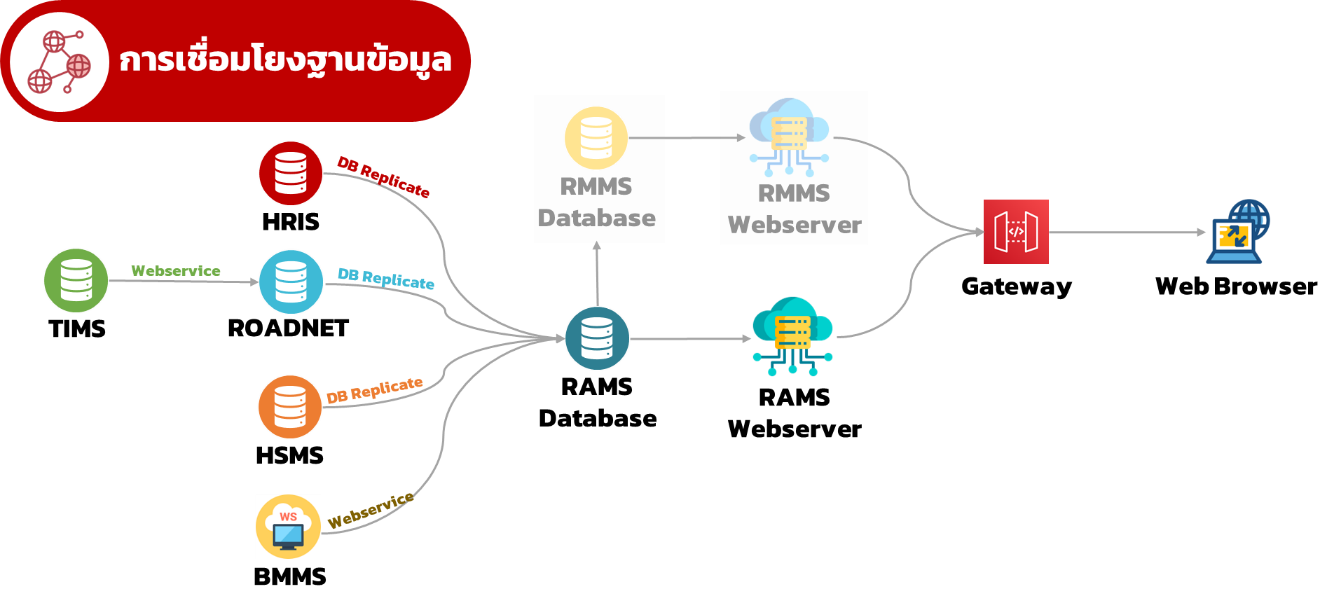 การเชื่อมโยงฐานข้อมูล
DB Replicate
HRIS
RMMS
Database
RMMS
Webserver
Webservice
TIMS
DB Replicate
ROADNET
Gateway
Web Browser
DB Replicate
HSMS
RAMS
Database
RAMS
Webserver
WS
Webservice
BMMS